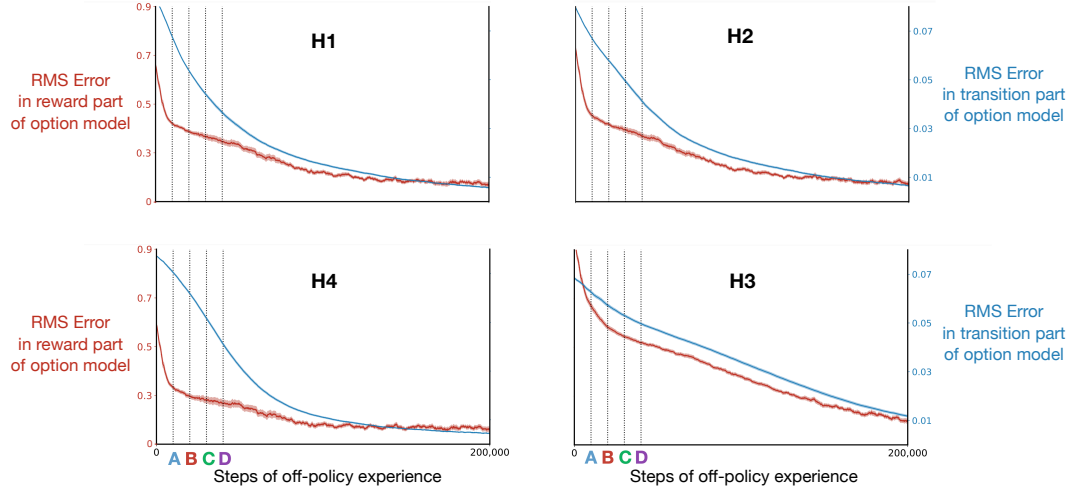 H1
H2
0.9
0.7
0.5
0.3
0
RMS Error
in reward part
of option model
0.07
0.05
0.03
0.01
RMS Error
in transition part
of option model
H4
H3
0.9
0.7
0.5
0.3
0
RMS Error
in reward part
of option model
0.07
0.05
0.03
0.01
RMS Error
in transition part
of option model
0 A B C D 200,000
Steps of off-policy experience
0 A B C D 200,000
Steps of off-policy experience